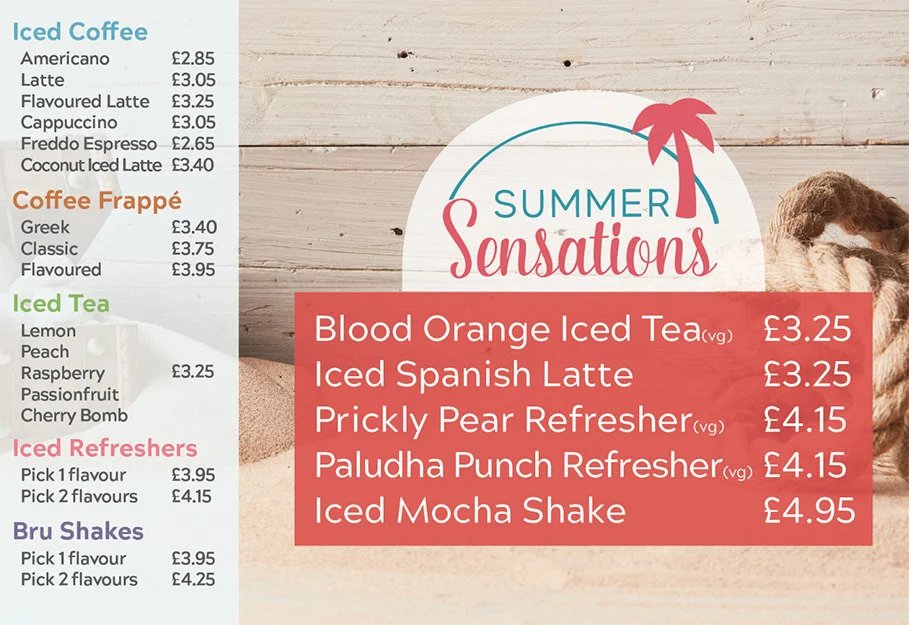 Iced Coffee
Americano £2.85
Latte £3.05
Flavoured Latte £3.25
Cappuccino £3.05
Freddo Espresso £2.65
Coconut Iced Latte £3.40
Coffee Frappé
Greek £3.40
Classic £3.75
Flavoured £3.95
Iced Tea
Lemon
Peach
Raspberry £3.25
Passionfruit
Cherry Bomb
Iced Refreshers
Pick 1 flavour £3.95
Pick 2 flavours £4.15
Bru Shakes
Pick 1 flavour £3.95
Pick 2 flavours £4.25
SUMMER
Sensations
Blood Orange Iced Tea(vg) £3.25
Iced Spanish Latte £3.25
Prickly Pear Refresher(vg) £4.15
Paludha Punch Refresher(vg) £4.15
Iced Mocha Shake £4.95